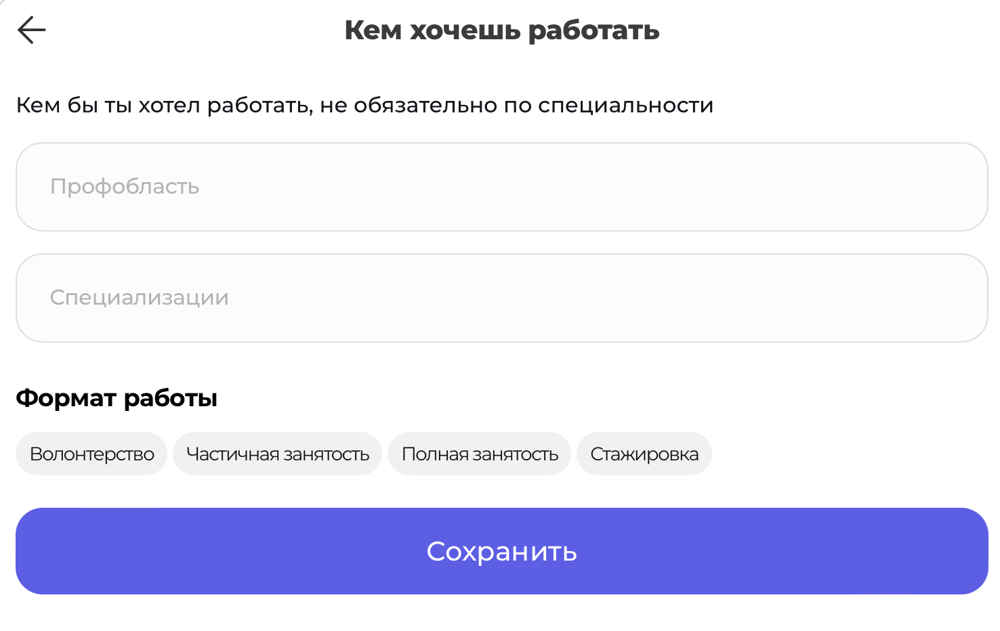 Кем хочешь работать
Кем бы ты хотел работать, не обязательно по специальности
Профобласть
Специализации
Формат работы
Волонтерство Частичная занятость Полная занятость Стажировка
Сохранить